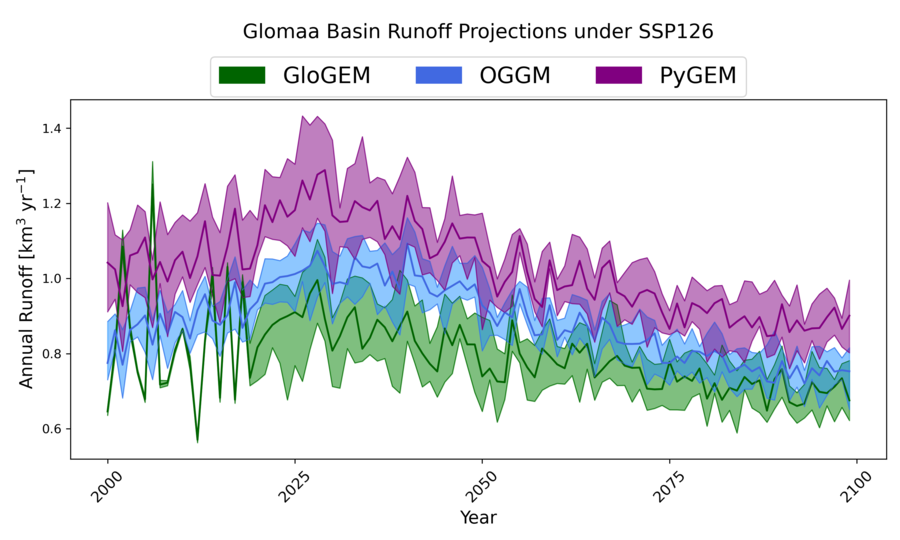 Glomaa Basin Runoff Projections under SSP126
GloGEM OGGM PyGEM
Annual Runoff [km³ yr⁻¹]
1.4
1.2
1.0
0.8
0.6
2000 2025 2050 2075 2100
Year